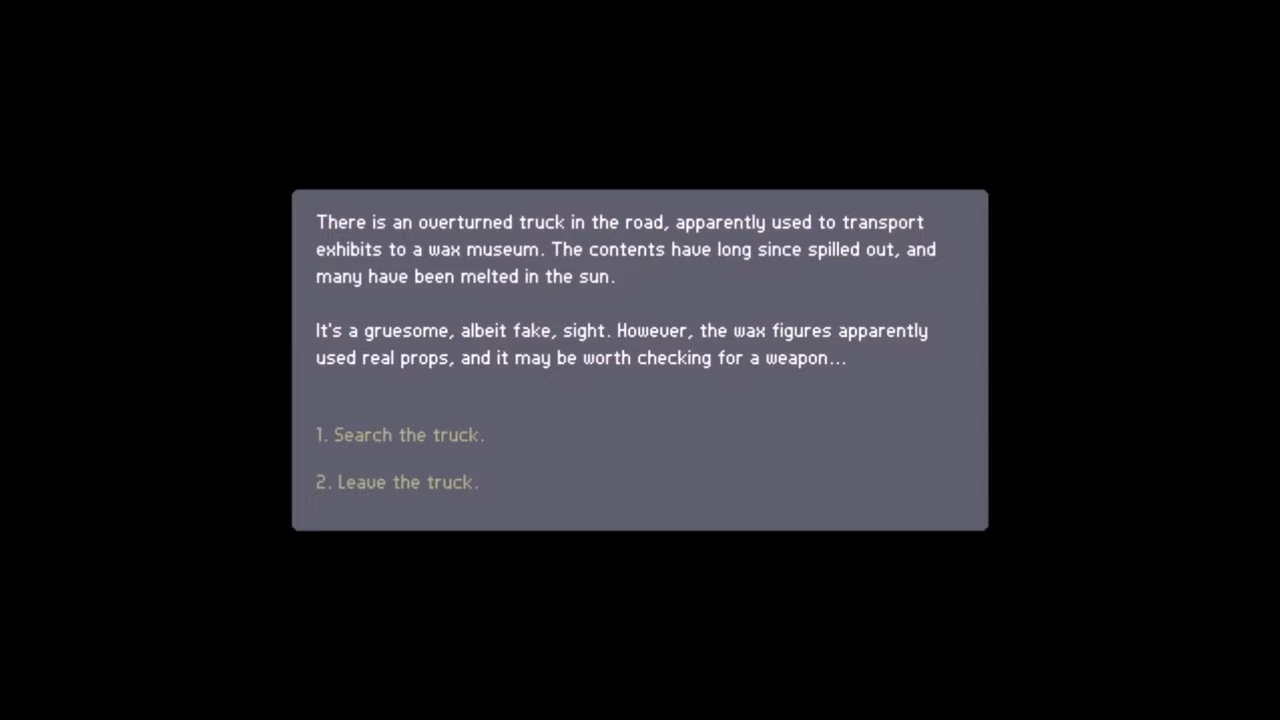 There is an overturned truck in the road, apparently used to transport
exhibits to a wax museum. The contents have long since spilled out, and
many have been melted in the sun.
It's a gruesome, albeit fake, sight. However, the wax figures apparently
used real props, and it may be worth checking for a weapon...
1. Search the truck.
2. Leave the truck.